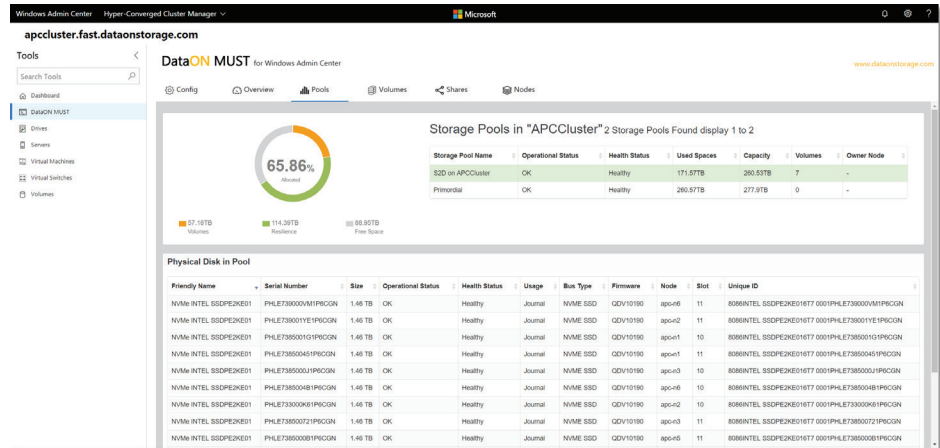 Windows Admin Center Hyper-Converged Cluster Manager Microsoft ?
apccluster.fast.dataonstorage.com
Tools
Search Tools
Dashboard
DataON MUST
Drives
Servers
Virtual Machines
Virtual Switches
Volumes
DataON MUST for Windows Admin Center
www.dataonstorage.com
Config Overview Pools Volumes Shares Nodes
65.86%
Allocated
57.18TB Volumes
114.39TB Resilience
88.95TB Free Space
Storage Pools in "APCCluster" 2 Storage Pools Found display 1 to 2
Storage Pool Name Operational Status Health Status Used Spaces Capacity Volumes Owner Node
S2D on APCCluster OK Healthy 171.57TB 260.53TB 7 -
Primordial OK Healthy 260.57TB 277.9TB 0 -
Physical Disk in Pool
Friendly Name Serial Number Size Operational Status Health Status Usage Bus Type Firmware Node Slot Unique ID
NVMe INTEL SSDPE2KE01 PHLE739000VM1P6CGN 1.46 TB OK Healthy Journal NVME SSD QDV10190 apc-n6 11 8086INTEL SSDPE2KE016T7 0001PHLE739000VM1P6CGN
NVMe INTEL SSDPE2KE01 PHLE739001YE1P6CGN 1.46 TB OK Healthy Journal NVME SSD QDV10190 apc-n2 11 8086INTEL SSDPE2KE016T7 0001PHLE739001YE1P6CGN
NVMe INTEL SSDPE2KE01 PHLE7385001G1P6CGN 1.46 TB OK Healthy Journal NVME SSD QDV10190 apc-n1 10 8086INTEL SSDPE2KE016T7 0001PHLE7385001G1P6CGN
NVMe INTEL SSDPE2KE01 PHLE738500451P6CGN 1.46 TB OK Healthy Journal NVME SSD QDV10190 apc-n1 11 8086INTEL SSDPE2KE016T7 0001PHLE738500451P6CGN
NVMe INTEL SSDPE2KE01 PHLE7385000J1P6CGN 1.46 TB OK Healthy Journal NVME SSD QDV10190 apc-n3 10 8086INTEL SSDPE2KE016T7 0001PHLE7385000J1P6CGN
NVMe INTEL SSDPE2KE01 PHLE7385004B1P6CGN 1.46 TB OK Healthy Journal NVME SSD QDV10190 apc-n6 10 8086INTEL SSDPE2KE016T7 0001PHLE7385004B1P6CGN
NVMe INTEL SSDPE2KE01 PHLE733000K61P6CGN 1.46 TB OK Healthy Journal NVME SSD QDV10190 apc-n2 10 8086INTEL SSDPE2KE016T7 0001PHLE733000K61P6CGN
NVMe INTEL SSDPE2KE01 PHLE738500721P6CGN 1.46 TB OK Healthy Journal NVME SSD QDV10190 apc-n3 11 8086INTEL SSDPE2KE016T7 0001PHLE738500721P6CGN
NVMe INTEL SSDPE2KE01 PHLE7385000B1P6CGN 1.46 TB OK Healthy Journal NVME SSD QDV10190 apc-n5 11 8086INTEL SSDPE2KE016T7 0001PHLE7385000B1P6CGN